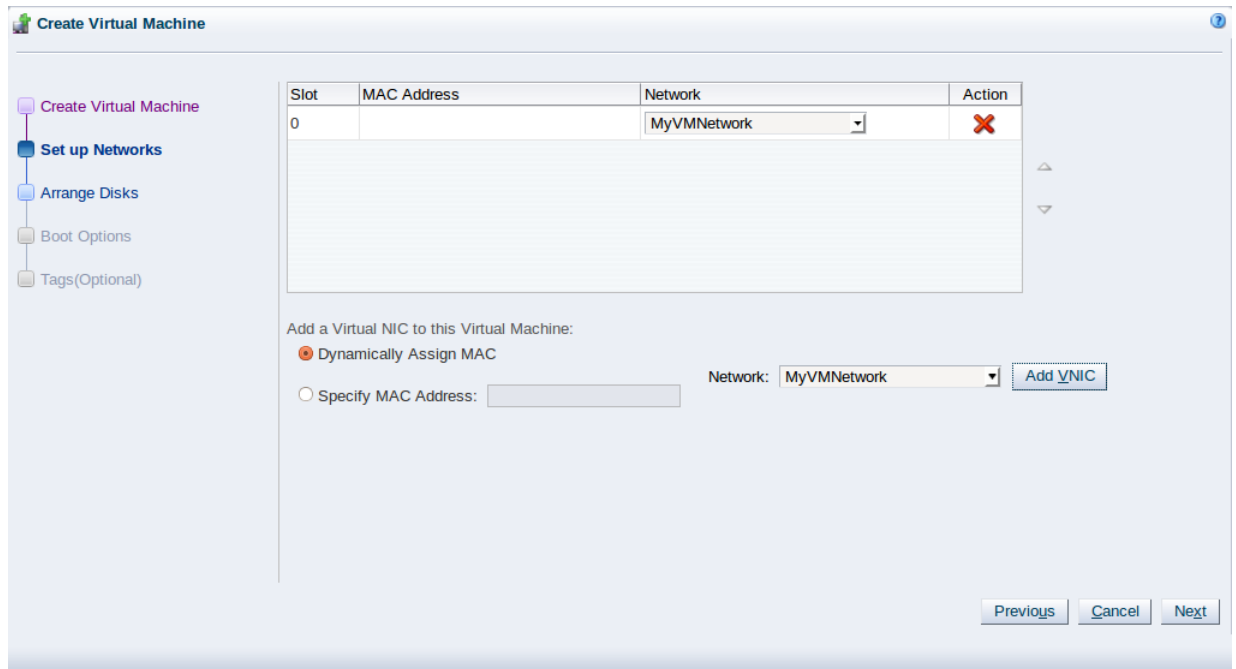 Create Virtual Machine
Create Virtual Machine
Set up Networks
Arrange Disks
Boot Options
Tags(Optional)
Slot MAC Address Network Action
0 MyVMNetwork
Add a Virtual NIC to this Virtual Machine:
Dynamically Assign MAC
Specify MAC Address:
Network: MyVMNetwork Add VNIC
Previous Cancel Next